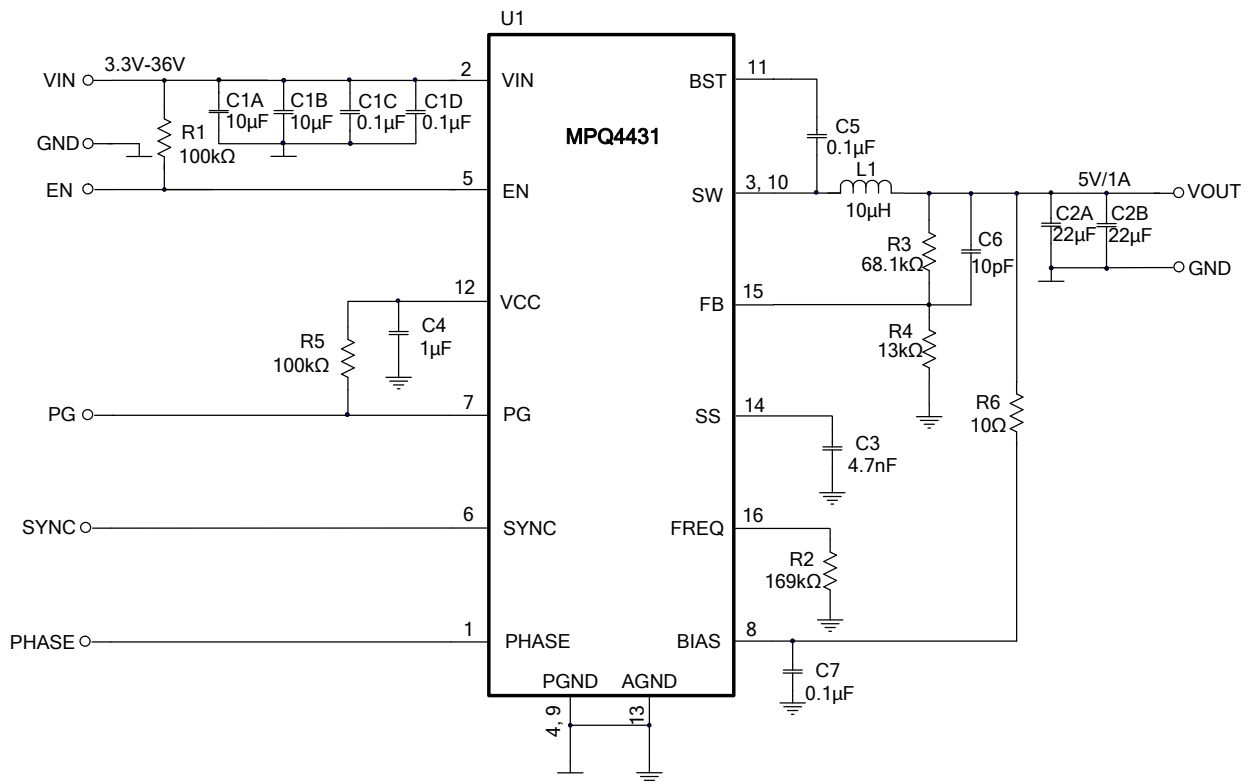 U1
VIN
3.3V-36V
2
VIN
C1A
10µF
C1B
10µF
C1C
0.1µF
C1D
0.1µF
GND
R1
100kΩ
EN
5
EN
MPQ4431
BST
11
C5
0.1µF
SW
3, 10
L1
10µH
5V/1A
VOUT
C2A
22µF
C2B
22µF
GND
R3
68.1kΩ
C6
10pF
12
VCC
FB
15
R5
100kΩ
C4
1µF
R4
13kΩ
PG
7
PG
SS
14
C3
4.7nF
R6
10Ω
SYNC
6
SYNC
FREQ
16
R2
169kΩ
PHASE
1
PHASE
BIAS
8
C7
0.1µF
PGND
AGND
4, 9
13